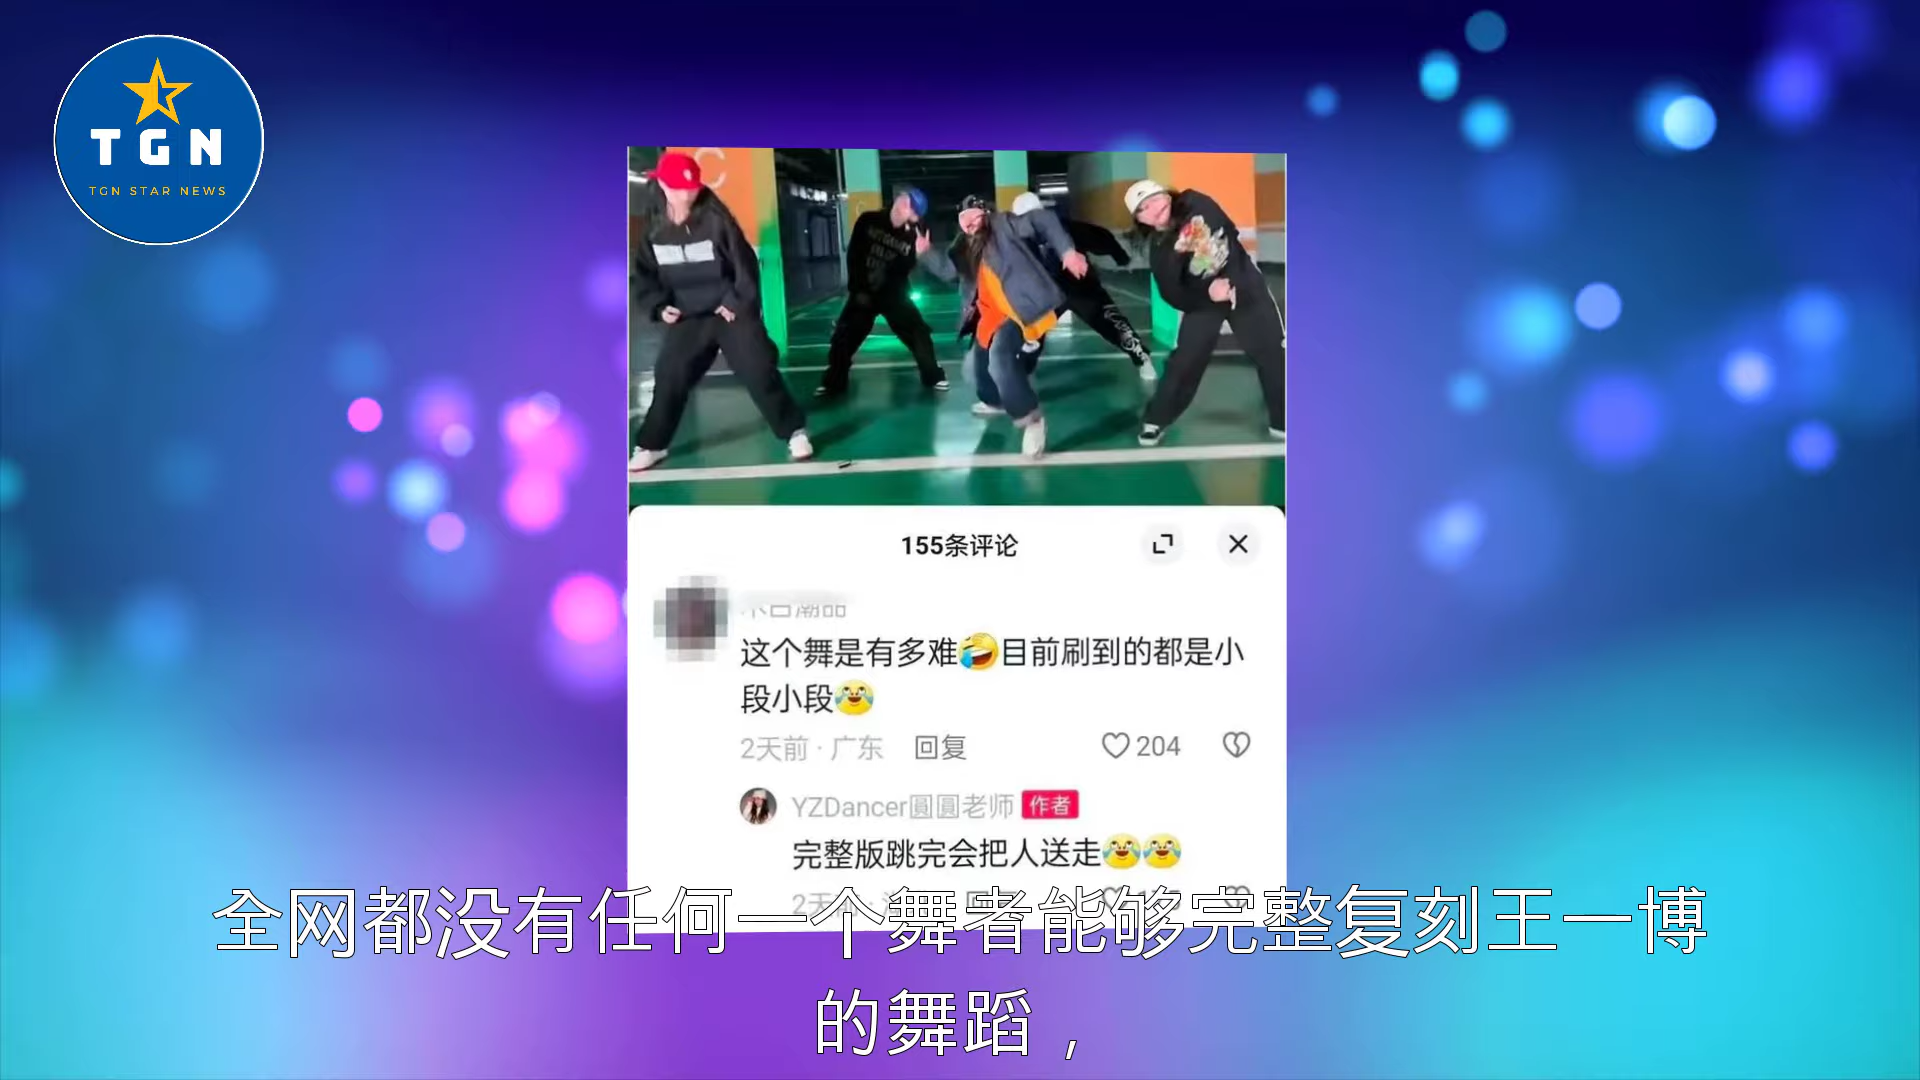 TGN
TGN STAR NEWS
155条评论
这个舞是有多难目前刷到的都是小
段小段
2天前·广东 回复 204
YZDancer圓圓老师 作者
完整版跳完会把人送走
全网都没有任何一个舞者能够完整复刻王一博
的舞蹈，